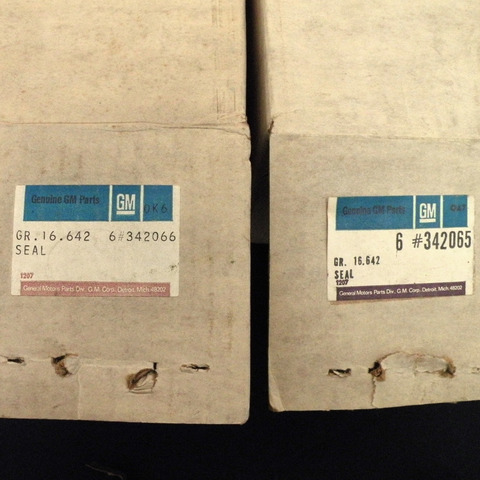 Genuine GM Parts GM OK6
GR. 16.642 6#342066
SEAL
1207
General Motors Parts Div., G.M. Corp., Detroit, Mich. 48202
Genuine GM Parts GM
6 #342065
GR. 16.642
SEAL
1207
General Motors Parts Div., G.M. Corp., Detroit, Mich. 48202